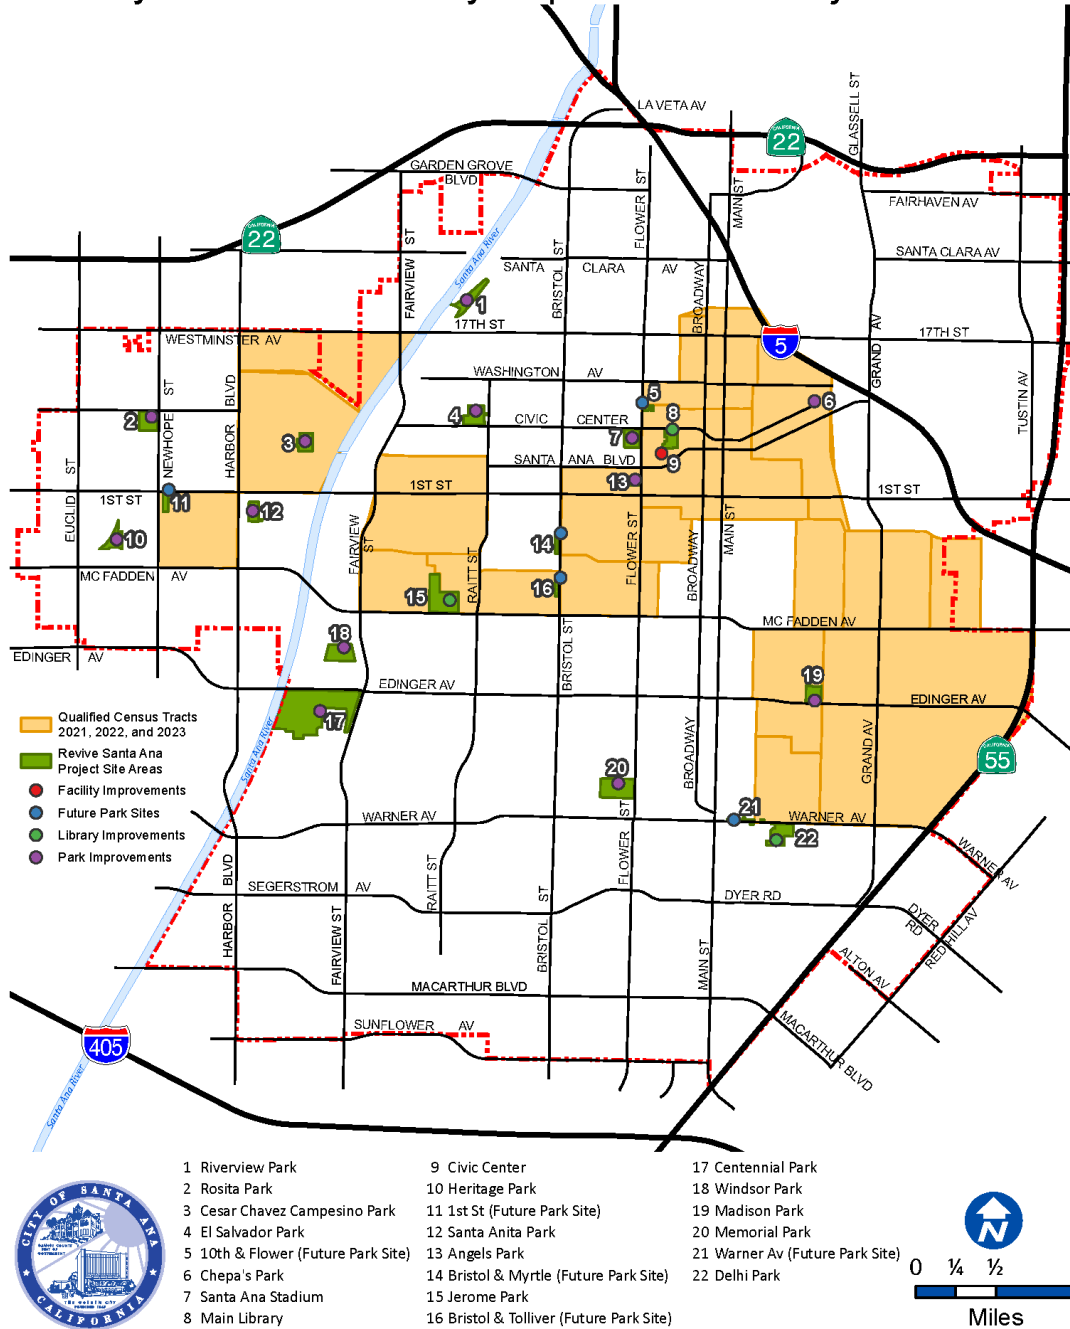 LA VETA AV
GLASSELL ST
CALIFORNIA
22
GARDEN GROVE
BLVD
FLOWER ST
MAIN ST
FAIRHAVEN AV
CALIFORNIA
22
FAIRVIEW ST
Santa Ana River
BRISTOL ST
SANTA CLARA AV
BROADWAY
SANTA CLARA AV
1
17TH ST
WESTMINSTER AV
5
17TH ST
GRAND AV
TUSTIN AV
WASHINGTON AV
NEWHOPE ST
HARBOR BLVD
2
3
4
CIVIC CENTER
5
8
6
7
9
EUCLID ST
SANTA ANA BLVD
1ST ST
11
12
1ST ST
13
1ST ST
10
FAIRVIEW ST
RAITT ST
14
FLOWER ST
BROADWAY
MAIN ST
MC FADDEN AV
15
16
MC FADDEN AV
EDINGER AV
18
BRISTOL ST
19
EDINGER AV
EDINGER AV
17
Santa Ana River
Qualified Census Tracts
2021, 2022, and 2023
Revive Santa Ana
Project Site Areas
Facility Improvements
Future Park Sites
Library Improvements
Park Improvements
BROADWAY
GRAND AV
CALIFORNIA
55
20
21
22
WARNER AV
WARNER AV
WARNER AV
HARBOR BLVD
SEGERSTROM AV
RAITT ST
FLOWER ST
DYER RD
DYER RD
RED HILL AV
FAIRVIEW ST
BRISTOL ST
MAIN ST
ALTON AV
MACARTHUR BLVD
MACARTHUR BLVD
SUNFLOWER AV
405
Santa Ana River
CITY OF SANTA ANA
CALIFORNIA
1 Riverview Park
2 Rosita Park
3 Cesar Chavez Campesino Park
4 El Salvador Park
5 10th & Flower (Future Park Site)
6 Chepa's Park
7 Santa Ana Stadium
8 Main Library
9 Civic Center
10 Heritage Park
11 1st St (Future Park Site)
12 Santa Anita Park
13 Angels Park
14 Bristol & Myrtle (Future Park Site)
15 Jerome Park
16 Bristol & Tolliver (Future Park Site)
17 Centennial Park
18 Windsor Park
19 Madison Park
20 Memorial Park
21 Warner Av (Future Park Site)
22 Delhi Park
N
0 ¼ ½
Miles